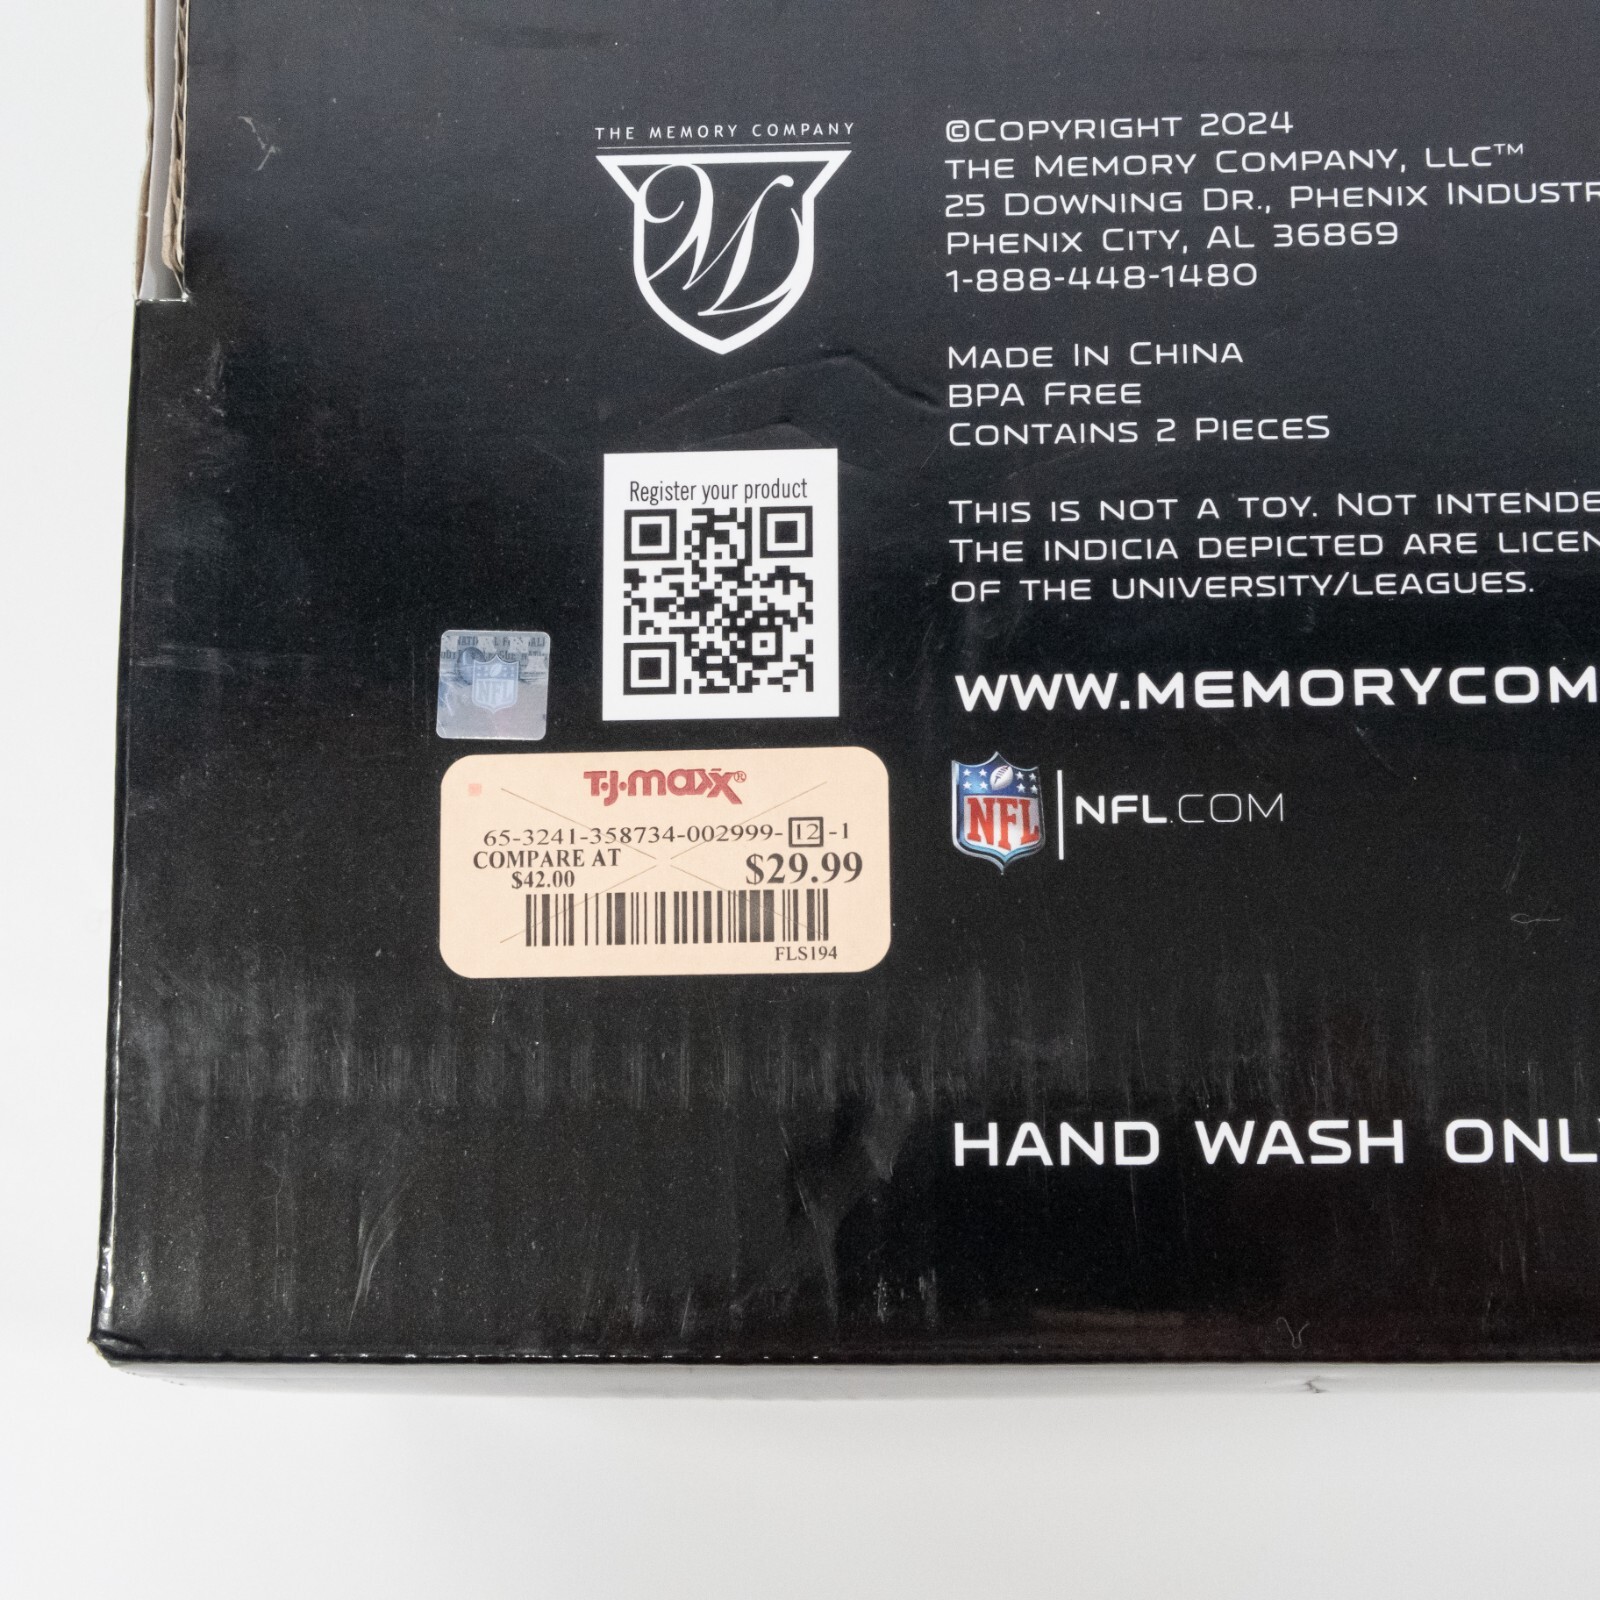 THE MEMORY COMPANY
M
©COPYRIGHT 2024
THE MEMORY COMPANY, LLC™
25 DOWNING DR., PHENIX INDUSTR
PHENIX CITY, AL 36869
1-888-448-1480
MADE IN CHINA
BPA FREE
CONTAINS 2 PIECES
Register your product
THIS IS NOT A TOY. NOT INTENDE
THE INDICIA DEPICTED ARE LICEN
OF THE UNIVERSITY/LEAGUES.
WWW.MEMORYCOM
NFL
NFL
NFL.COM
T·J·maxx®
65-3241-358734-002999-12-1
COMPARE AT
$42.00
$29.99
FLS194
HAND WASH ONL